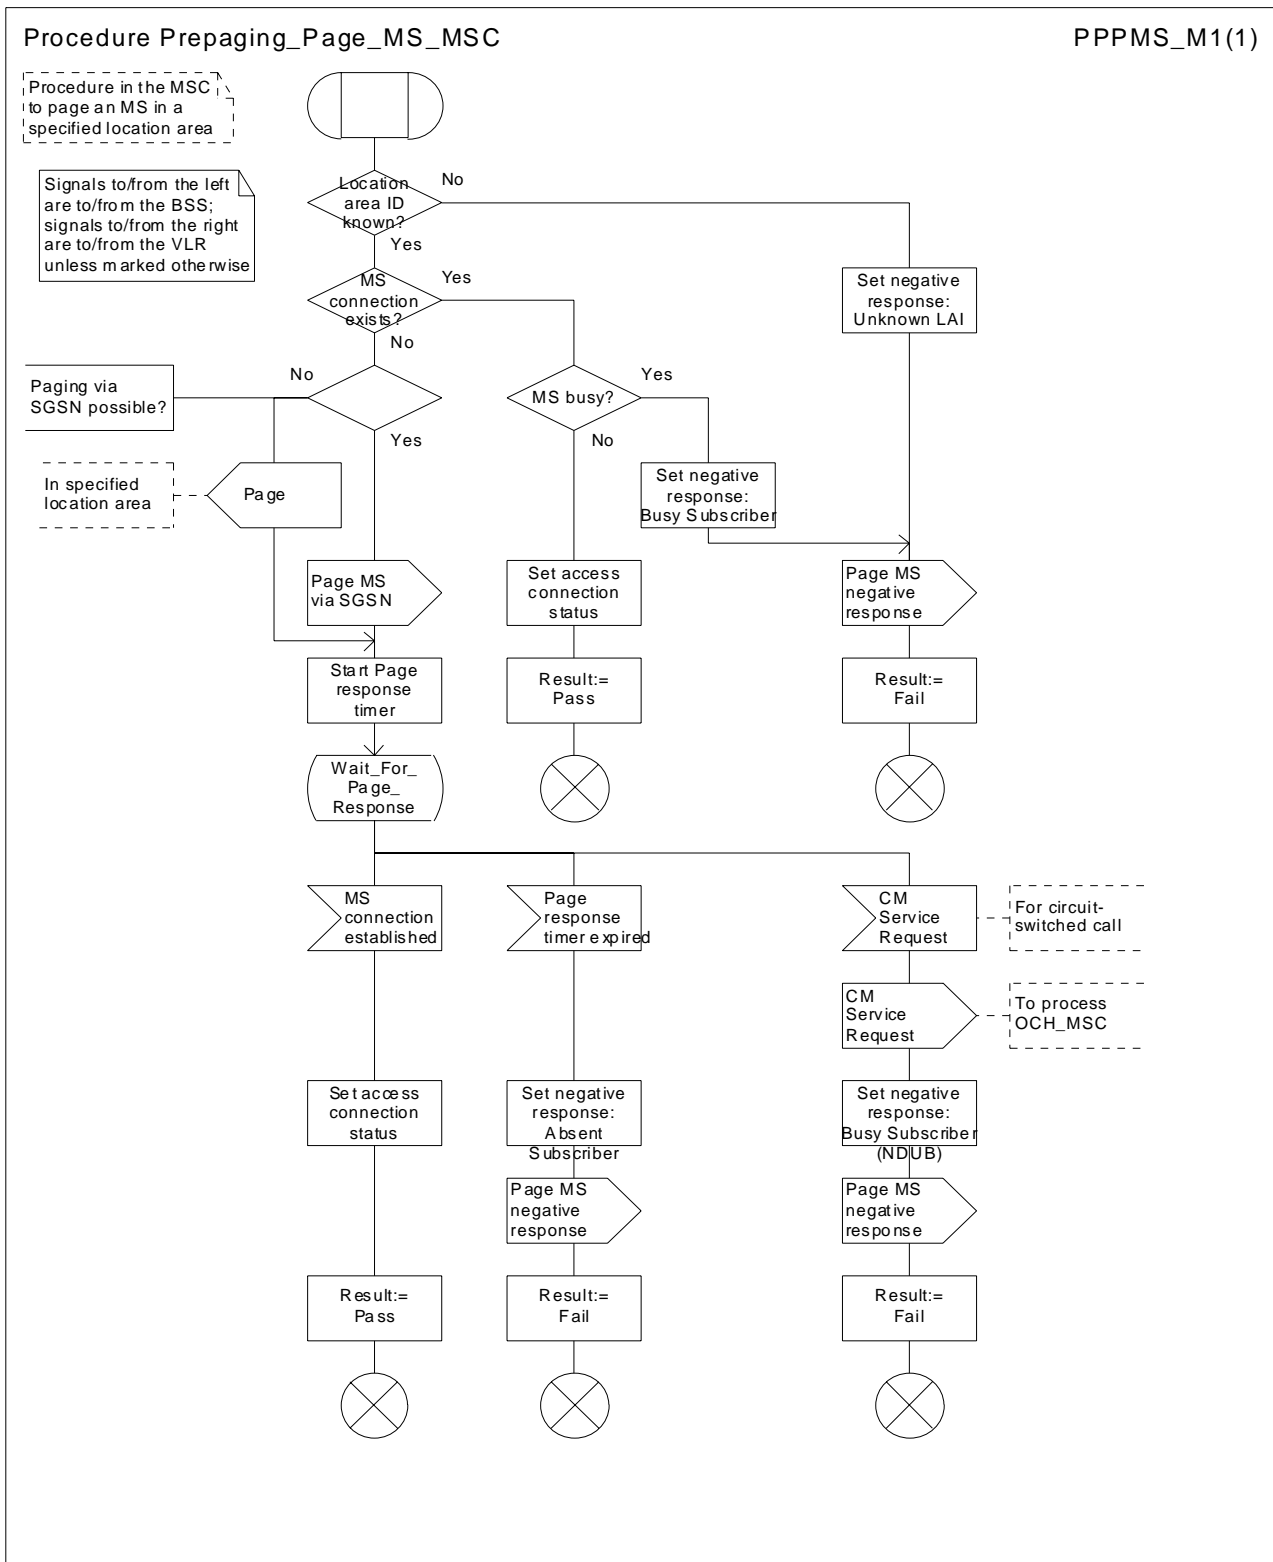 Procedure Prepaging_Page_MS_MSC
PPPMS_M1(1)
Procedure in the MSC
to page an MS in a
specified location area
Signals to/from the left
are to/from the BSS;
signals to/from the right
are to/from the VLR
unless marked otherwise
Location
area ID
known?
No
Yes
MS
connection
exists?
Yes
No
Set negative
response:
Unknown LAI
Paging via
SGSN possible?
No
Yes
MS busy?
Yes
No
In specified
location area
Page
Set negative
response:
Busy Subscriber
Page MS
via SGSN
Set access
connection
status
Page MS
negative
response
Start Page
response
timer
Result:=
Pass
Result:=
Fail
Wait_For_
Page_
Response
MS
connection
established
Page
response
timer expired
CM
Service
Request
For circuit-
switched call
CM
Service
Request
To process
OCH_MSC
Set access
connection
status
Set negative
response:
Absent
Subscriber
Set negative
response:
Busy Subscriber
(NDUB)
Page MS
negative
response
Page MS
negative
response
Result:=
Pass
Result:=
Fail
Result:=
Fail